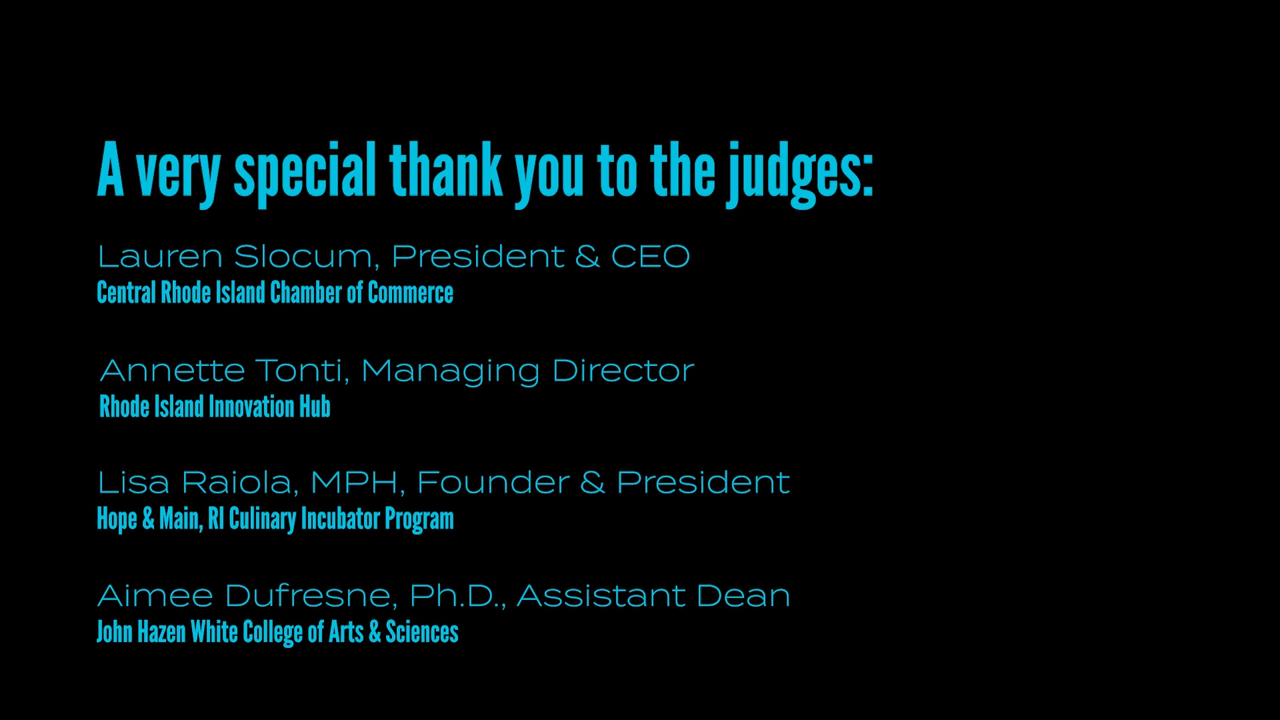 A very special thank you to the judges:
Lauren Slocum, President & CEO
Central Rhode Island Chamber of Commerce
Annette Tonti, Managing Director
Rhode Island Innovation Hub
Lisa Raiola, MPH, Founder & President
Hope & Main, RI Culinary Incubator Program
Aimee Dufresne, Ph.D., Assistant Dean
John Hazen White College of Arts & Sciences